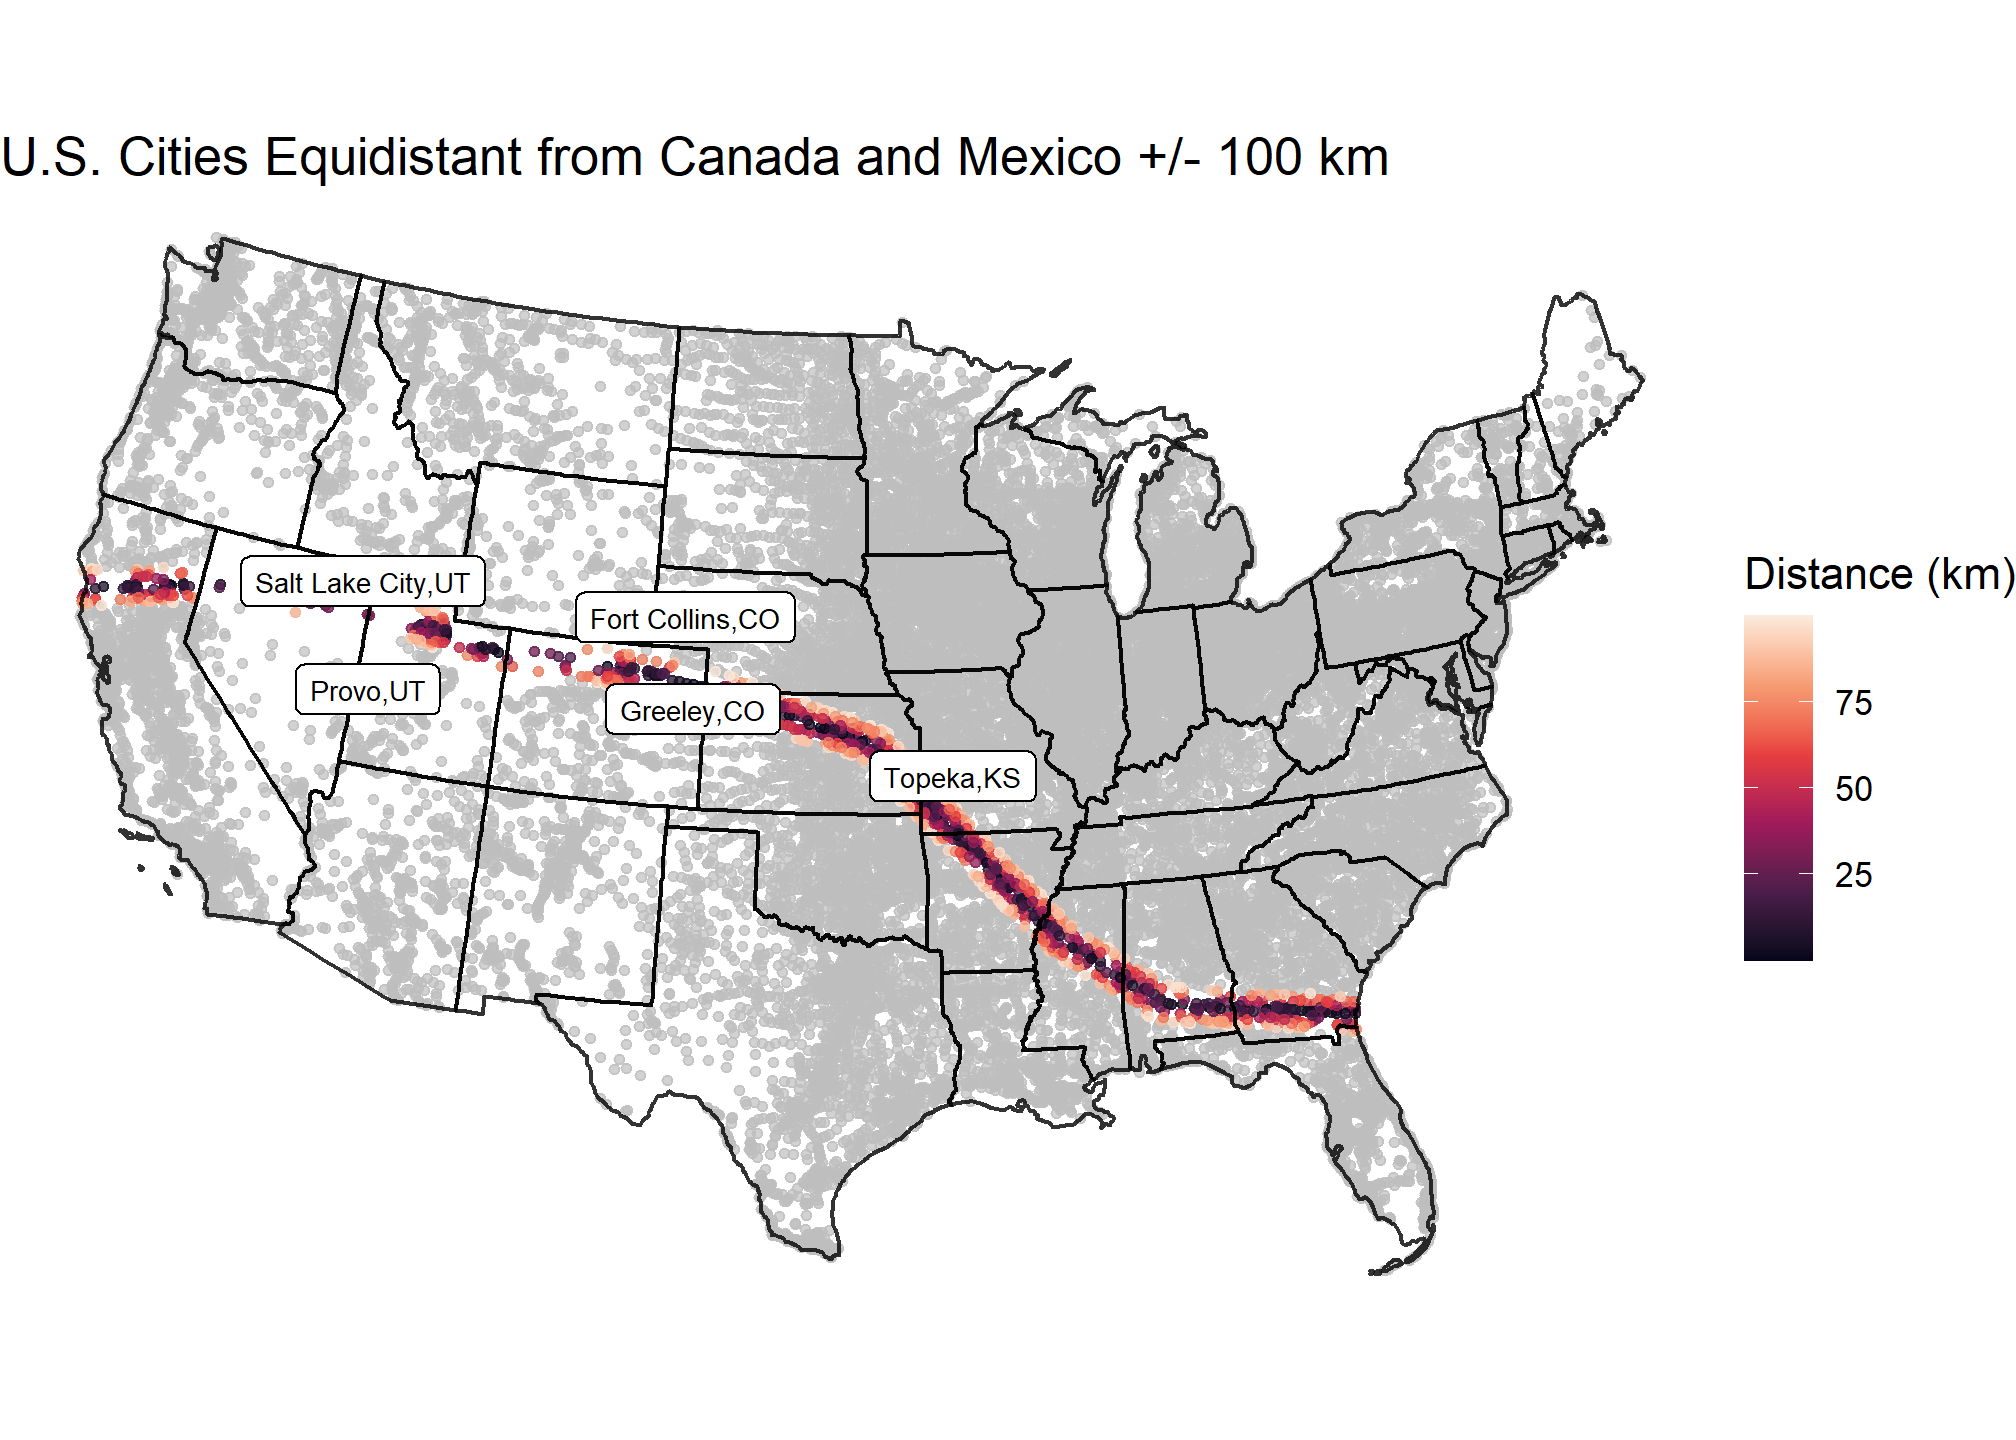 U.S. Cities Equidistant from Canada and Mexico +/- 100 km
Salt Lake City,UT
Fort Collins,CO
Provo,UT
Greeley,CO
Topeka,KS
Distance (km)
75
50
25